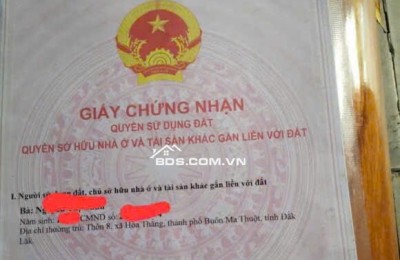 GIẤY CHỨNG NHẬN
QUYỀN SỬ DỤNG ĐẤT
QUYỀN SỞ HỮU NHÀ Ở VÀ TÀI SẢN KHÁC GẮN LIỀN VỚI ĐẤT
BDS.COM.VN
I. Người sử dụng đất, chủ sở hữu nhà ở và tài sản khác gắn liền với đất
Bà:
Năm sinh: CMND số:
Địa chỉ thường trú: Thôn 8, xã Hòa Thắng, thành phố Buôn Ma Thuột, tỉnh Đắk
Lắk.